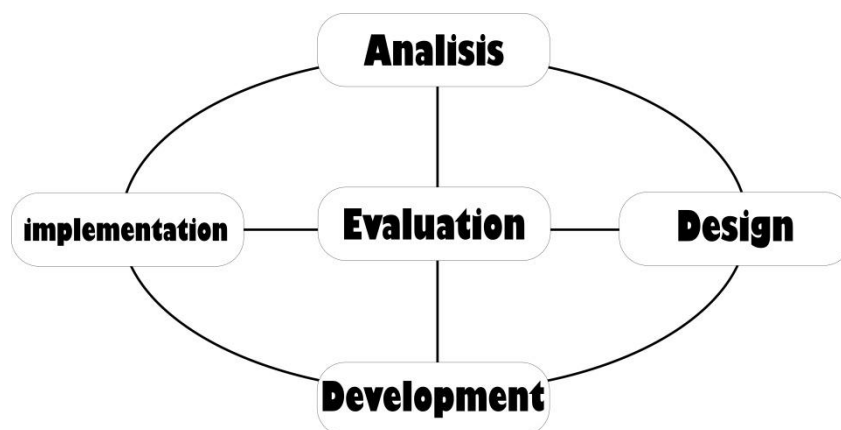 Analisis
implementation
Evaluation
Design
Development